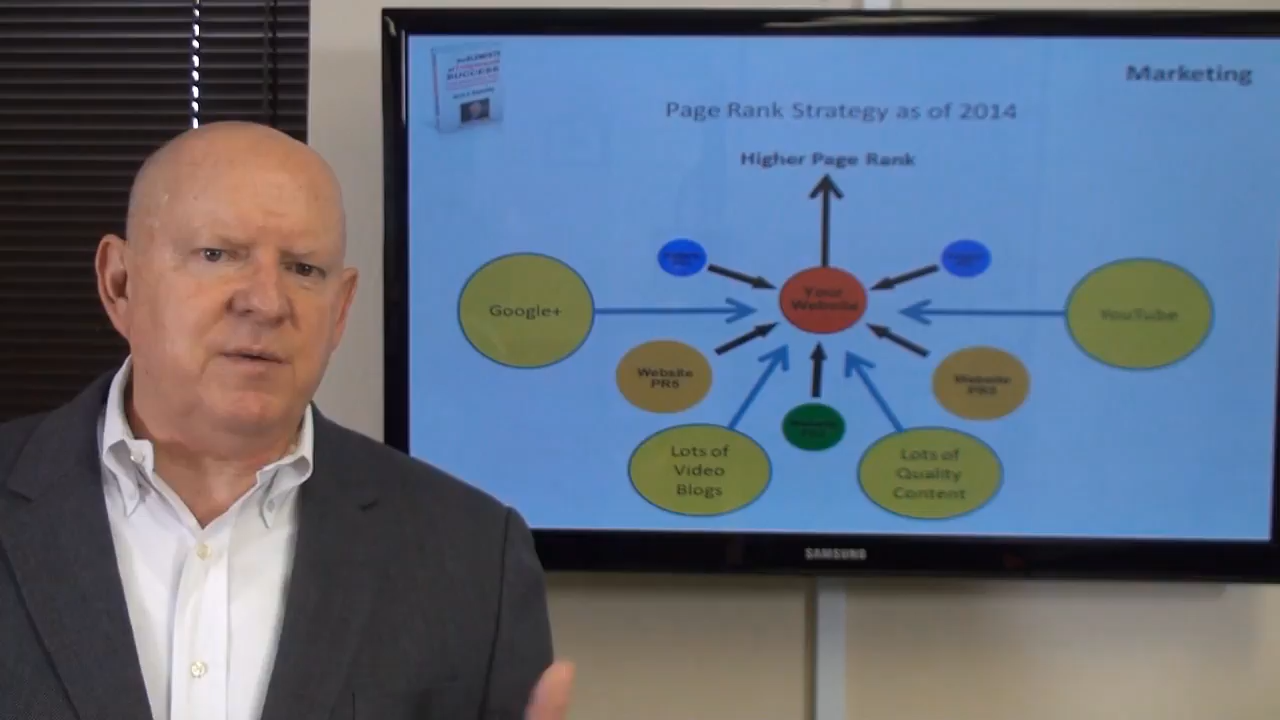 SUCCESS
Marketing
Page Rank Strategy as of 2014
Higher Page Rank
Google+
Your
Website
YouTube
Website
PR5
Website
Lots of
Video
Blogs
Lots of
Quality
Content
SAMSUNG